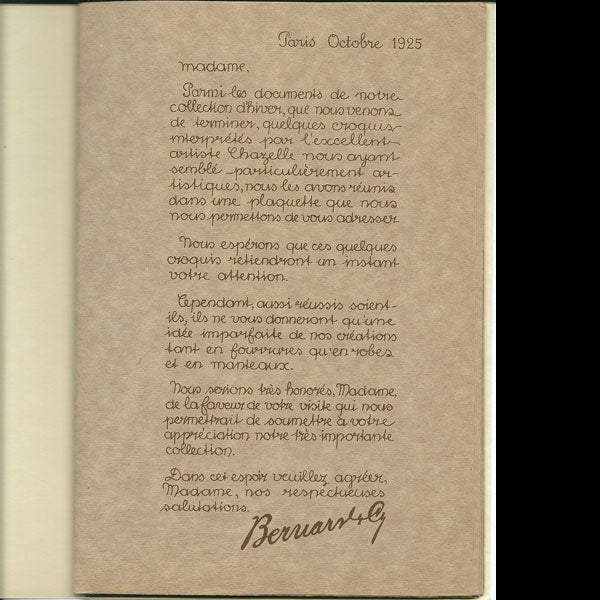 Paris Octobre 1925
Madame,
Parmi les documents de notre
collection d'hiver, que nous venons
de terminer, quelques croquis
interprétés par l'excellent
artiste Chazelle nous ayant
semblé particulièrement ar-
tistiques, nous les avons réunis
dans une plaquette que nous
nous permettons de vous adresser
Nous espérons que ces quelques
croquis retiendront un instant
votre attention.
Cependant, aussi réussis soient-
ils, ils ne vous donneront qu'une
idée imparfaite de nos créations
tant en fourrures qu'en robes
et en manteaux.
Nous serions très honorés, Madame,
de la faveur de votre visite qui nous
permettrait de soumettre à votre
appréciation notre très importante
collection.
Dans cet espoir veuillez agréer,
Madame, nos respectueuses
salutations.
Bernard & Cy